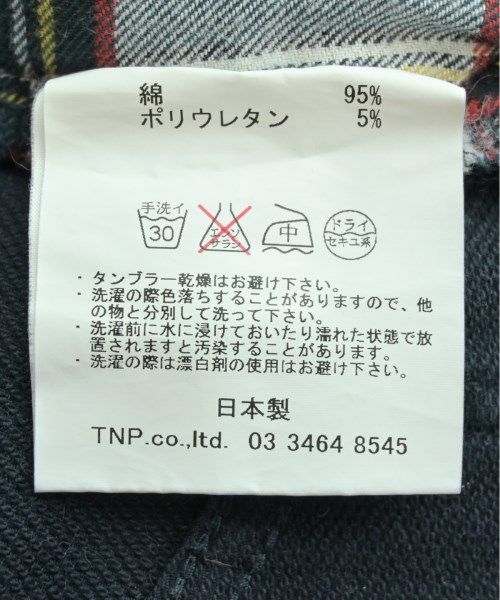 綿 95%
ポリウレタン 5%
手洗イ
30
エンソ
サラシ
中
ドライ
セキユ系
・タンブラー乾燥はお避け下さい。
・洗濯の際色落ちすることがありますので、他
の物と分別して洗って下さい。
・洗濯前に水に浸けておいたり濡れた状態で放
置されますと汚染することがあります。
・洗濯の際は漂白剤の使用はお避け下さい。
日本製
TNP.co.,ltd. 03 3464 8545